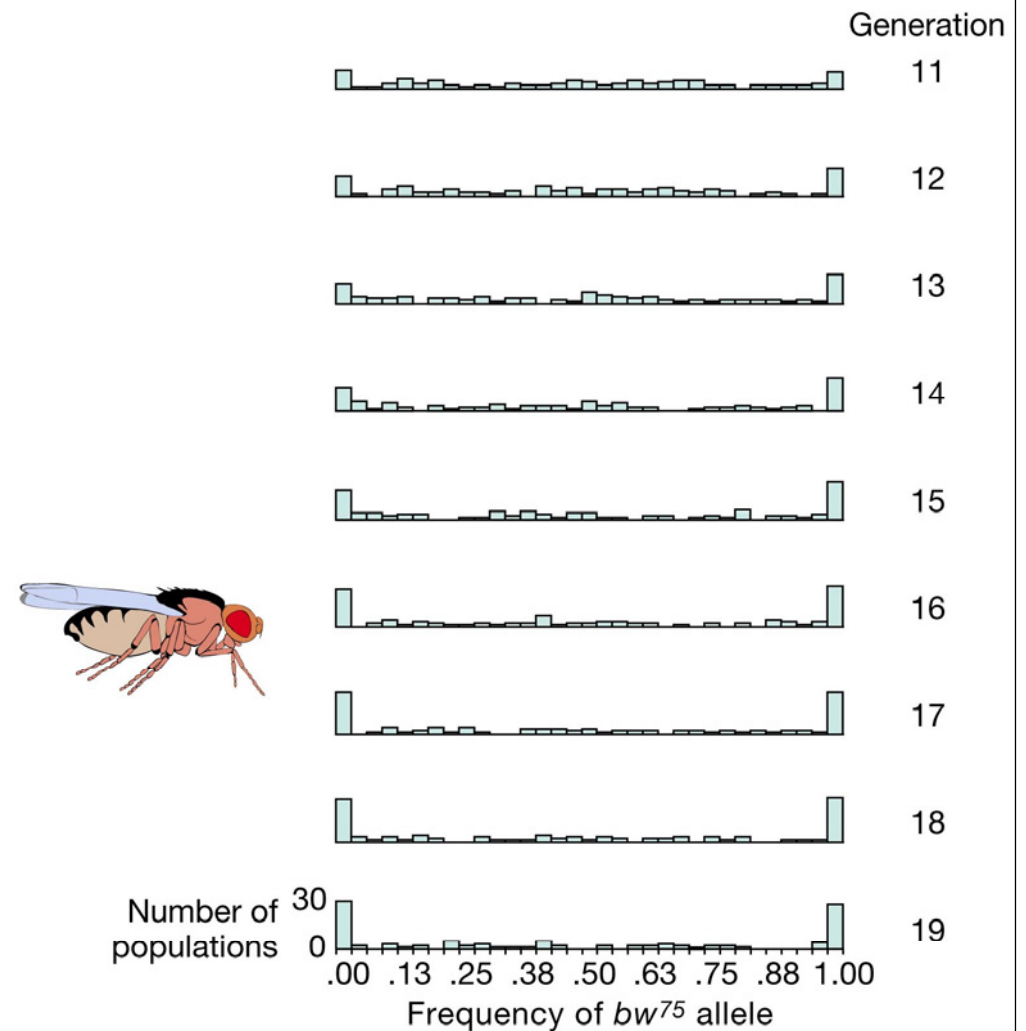 Generation
11
12
13
14
15
16
17
18
Number of populations
30
0
19
.00 .13 .25 .38 .50 .63 .75 .88 1.00
Frequency of bw75 allele